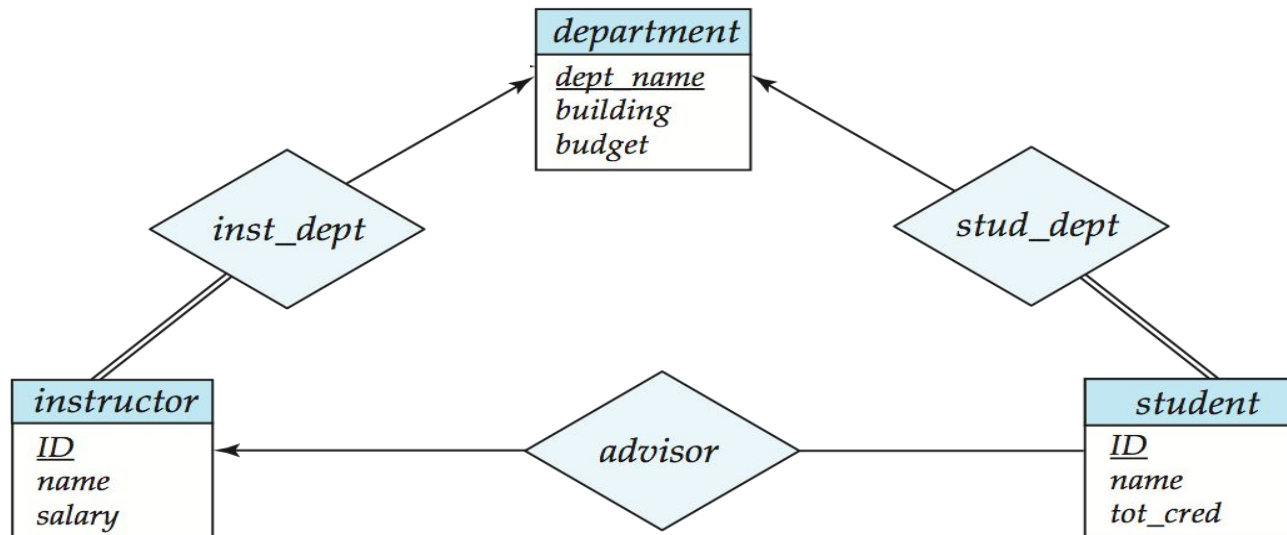 department
dept_name
building
budget
inst_dept
stud_dept
instructor
ID
name
salary
advisor
student
ID
name
tot_cred